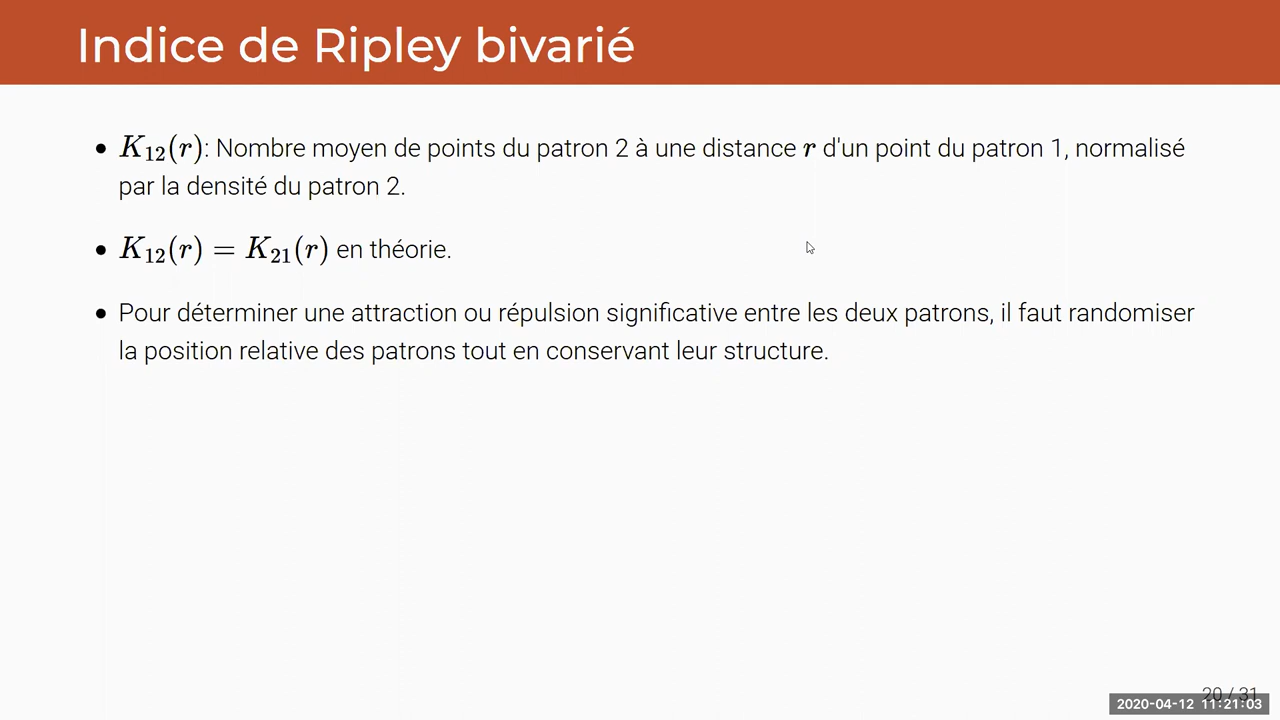 Indice de Ripley bivarié
• K₁₂(r): Nombre moyen de points du patron 2 à une distance r d'un point du patron 1, normalisé
par la densité du patron 2.
• K₁₂(r) = K₂₁(r) en théorie.
• Pour déterminer une attraction ou répulsion significative entre les deux patrons, il faut randomiser
la position relative des patrons tout en conservant leur structure.
20 / 31
2020-04-12 11:21:03